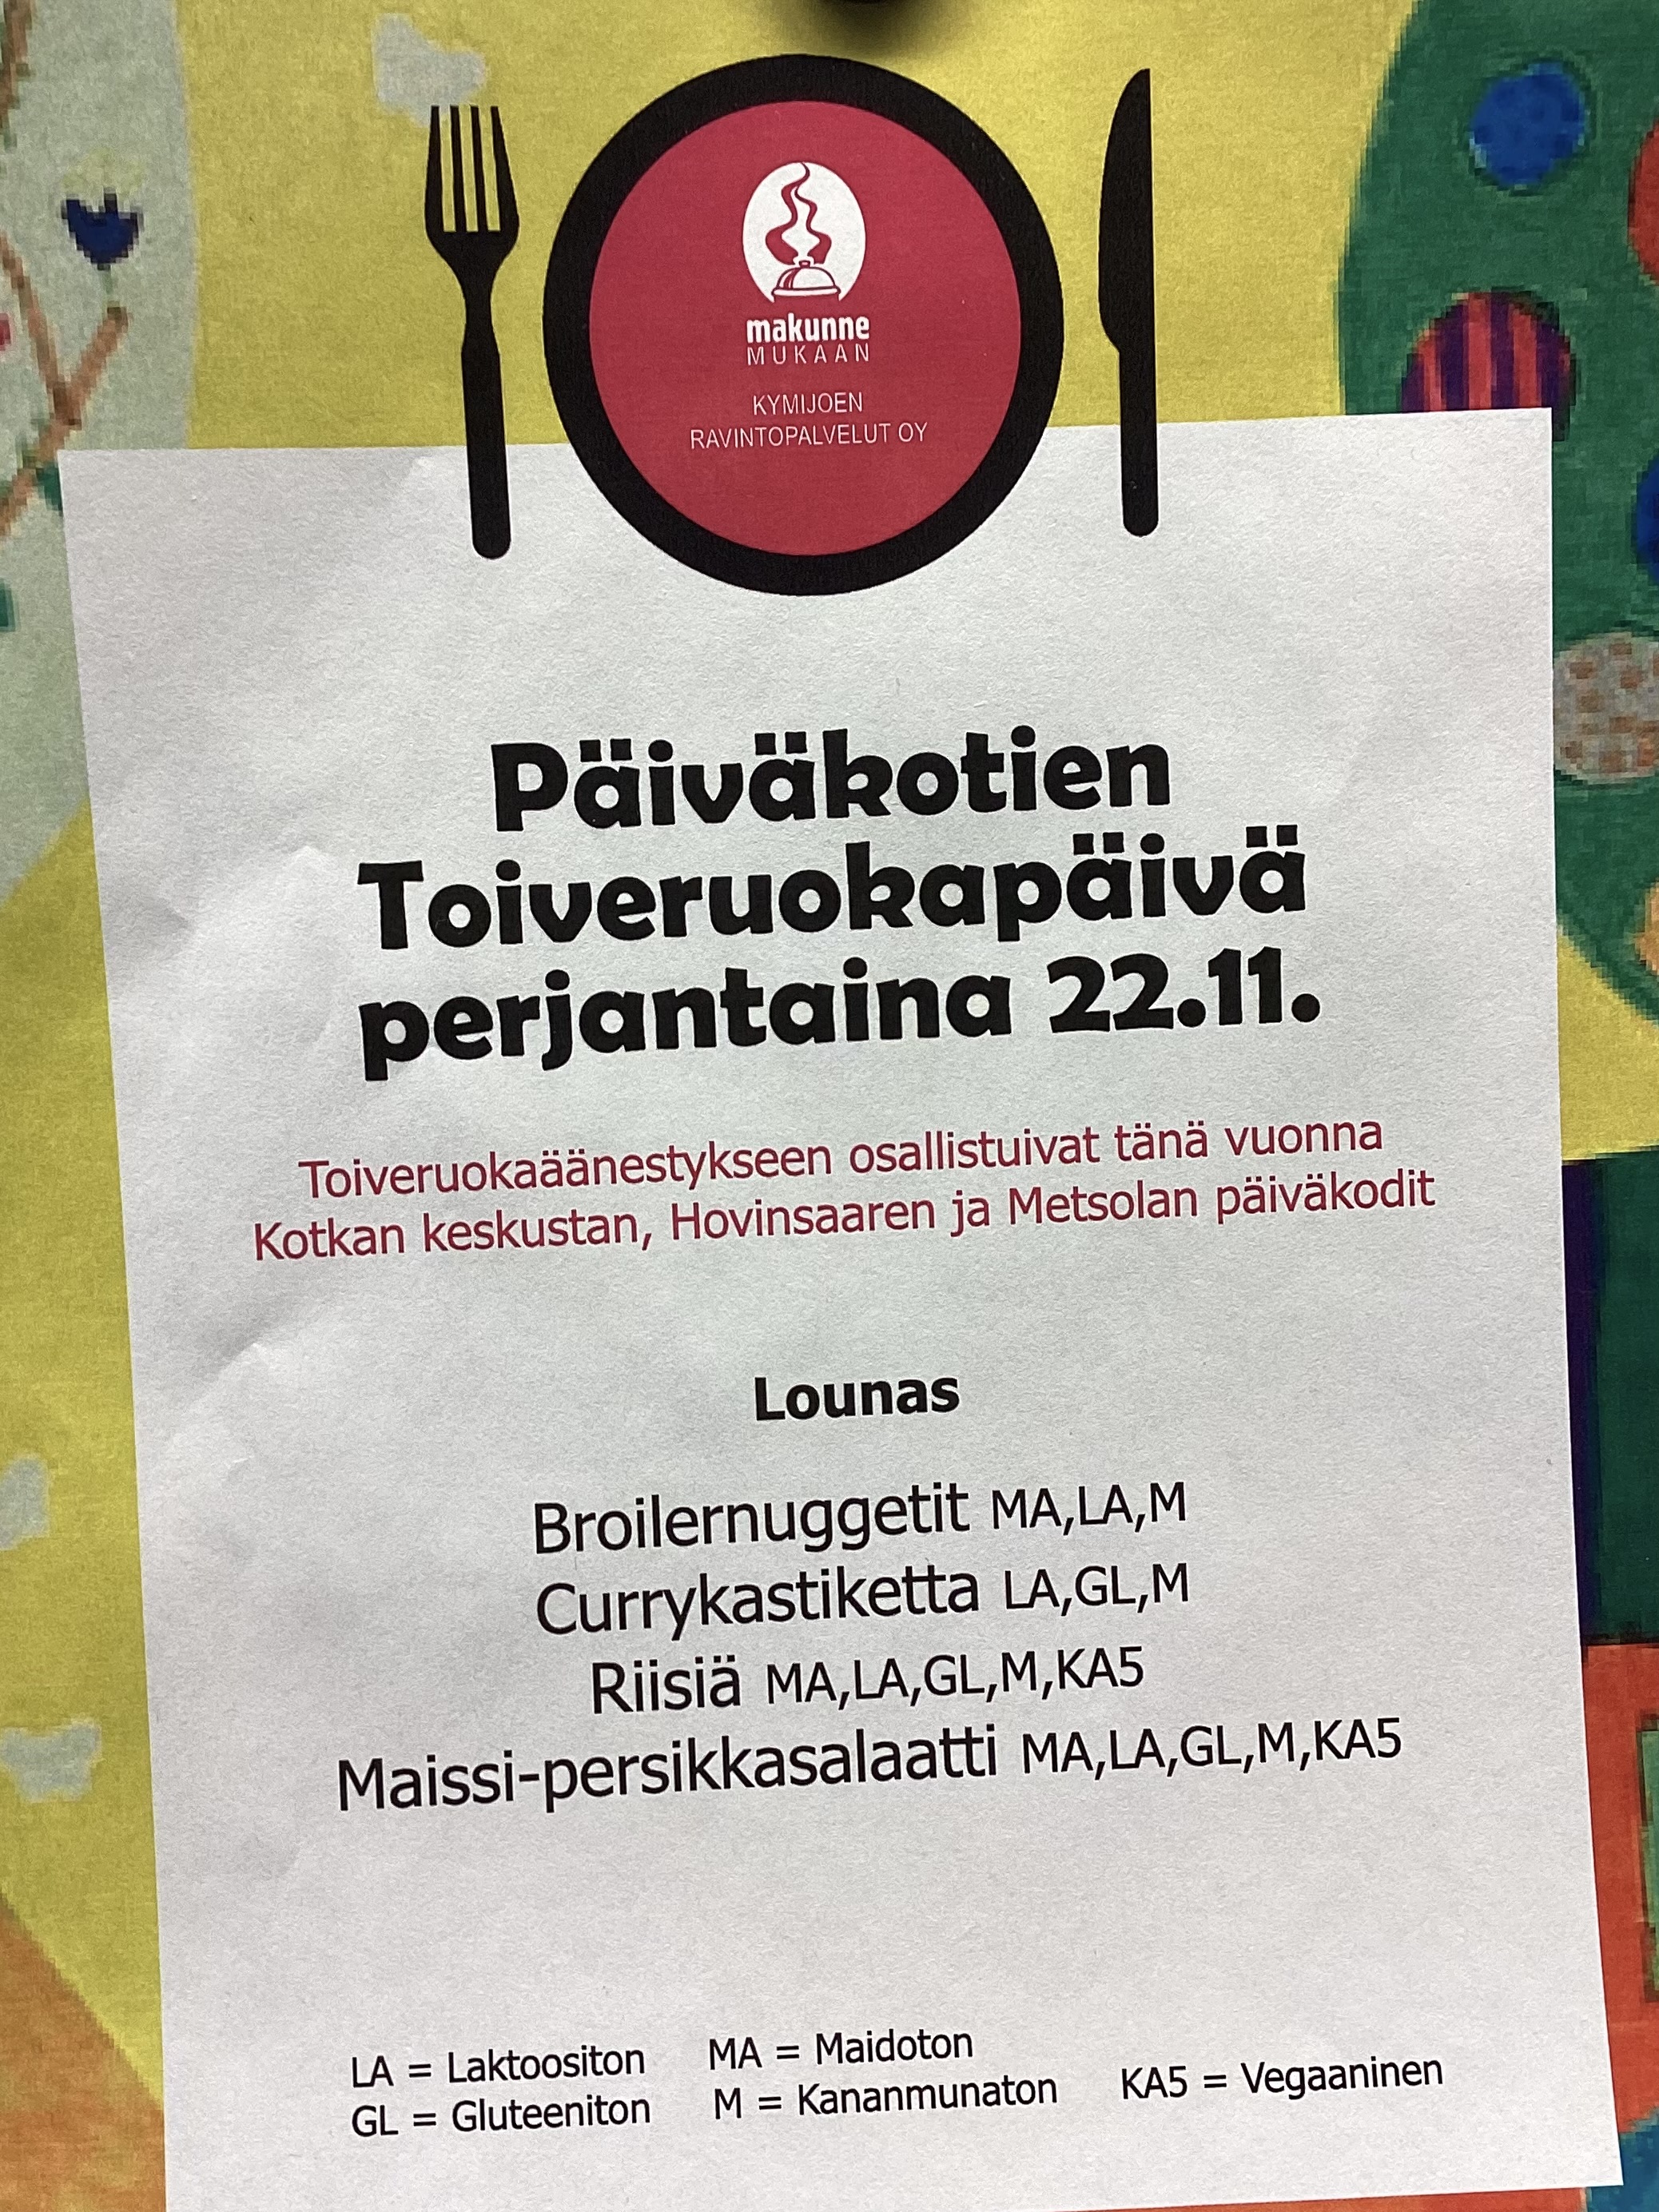 makunne
MUKAAN
KYMIJOEN
RAVINTOPALVELUT OY
Päiväkotien
Toiveruokapäivä
perjantaina 22.11.
Toiveruokaäänestykseen osallistuivat tänä vuonna
Kotkan keskustan, Hovinsaaren ja Metsolan päiväkodit
Lounas
Broilernuggetit MA,LA,M
Currykastiketta LA,GL,M
Riisiä MA,LA,GL,M,KA5
Maissi-persikkasalaatti MA,LA,GL,M,KA5
LA = Laktoositon MA = Maidoton
GL = Gluteeniton M = Kananmunaton KA5 = Vegaaninen